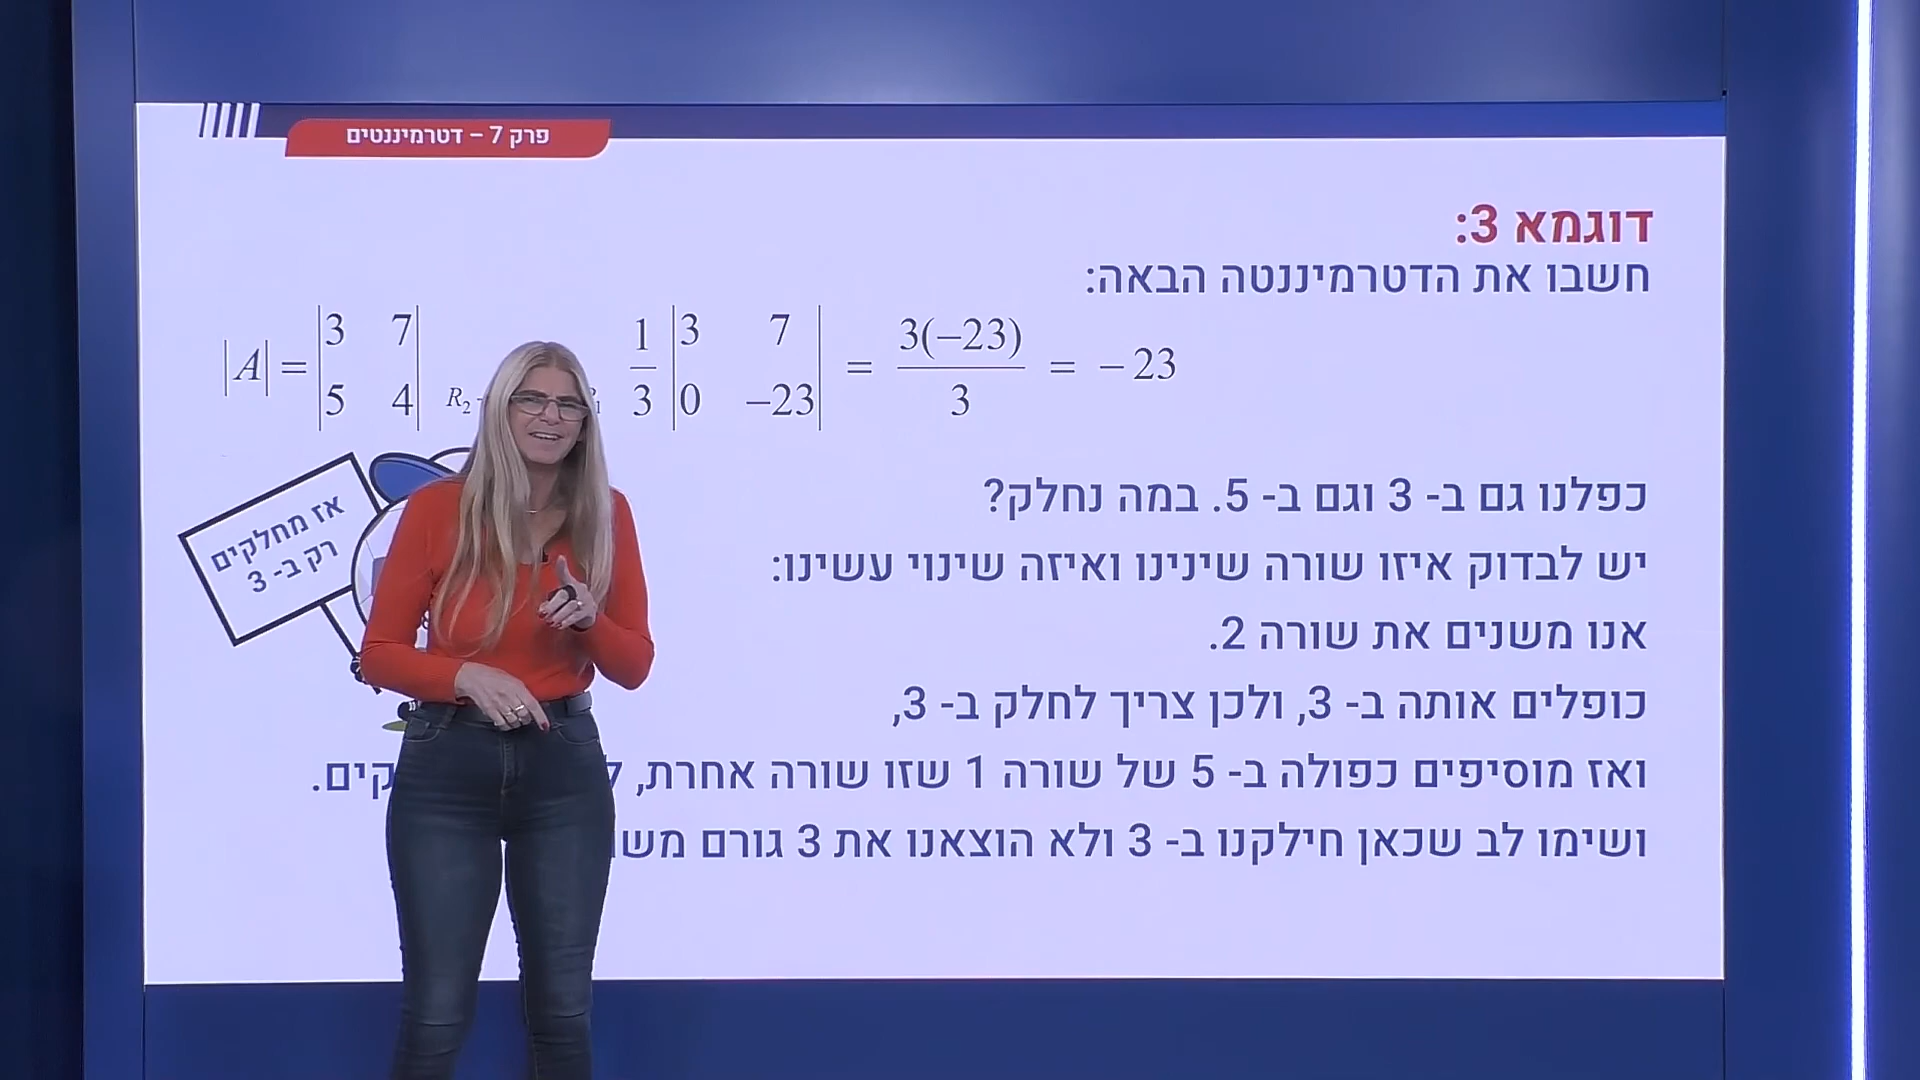 פרק 7 – דטרמיננטים
דוגמא 3:
חשבו את הדטרמיננטה הבאה:
|A| = |3 7| R₂ ₁ 1/3 |3 7| = 3(−23)/3 = −23
|5 4| |0 −23|
אז מחלקים
רק ב- 3
כפלנו גם ב- 3 וגם ב- 5. במה נחלק?
יש לבדוק איזו שורה שינינו ואיזה שינוי עשינו:
אנו משנים את שורה 2.
כופלים אותה ב- 3, ולכן צריך לחלק ב- 3,
ואז מוסיפים כפולה ב- 5 של שורה 1 שזו שורה אחרת,
ושימו לב שכאן חילקנו ב- 3 ולא הוצאנו את 3 גורם